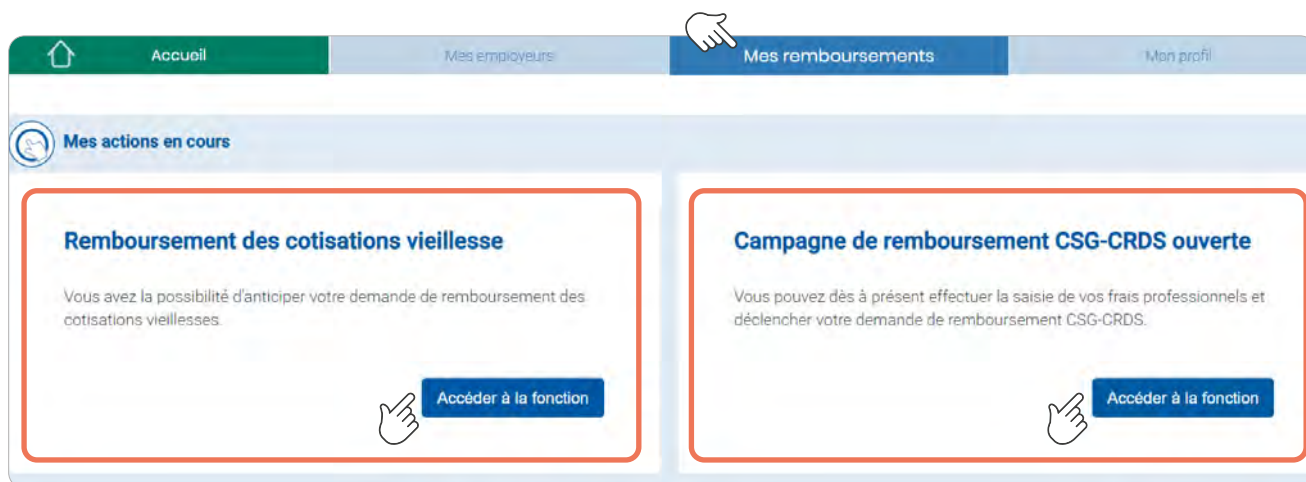 Accueil
Mes employeurs
Mes remboursements
Mon profil
Mes actions en cours
Remboursement des cotisations vieillesse
Vous avez la possibilité d'anticiper votre demande de remboursement des
cotisations vieillesses.
Accéder à la fonction
Campagne de remboursement CSG-CRDS ouverte
Vous pouvez dès à présent effectuer la saisie de vos frais professionnels et
déclencher votre demande de remboursement CSG-CRDS.
Accéder à la fonction